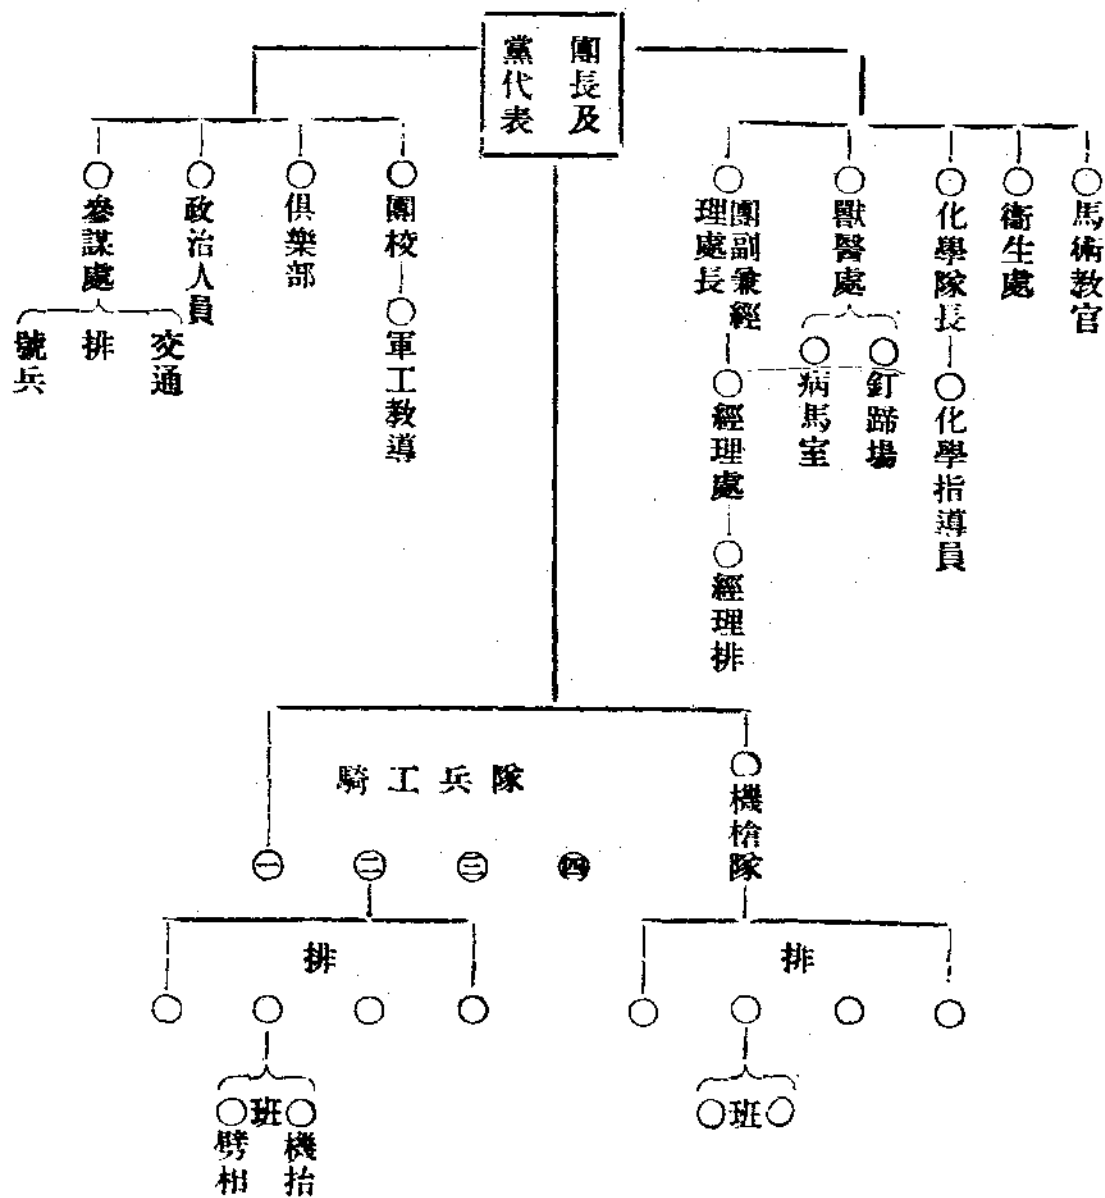 團長及
黨代表
馬術教官
衞生處
化學隊長
化學指導員
獸醫處
釘蹄場
病馬室
團副兼經
理處長
經理處
經理排
團校
軍工教導
俱樂部
政治人員
參謀處
交通
排
號兵
騎工兵隊
一
二
三
四
機槍隊
排
排
班
機抬
劈相
班